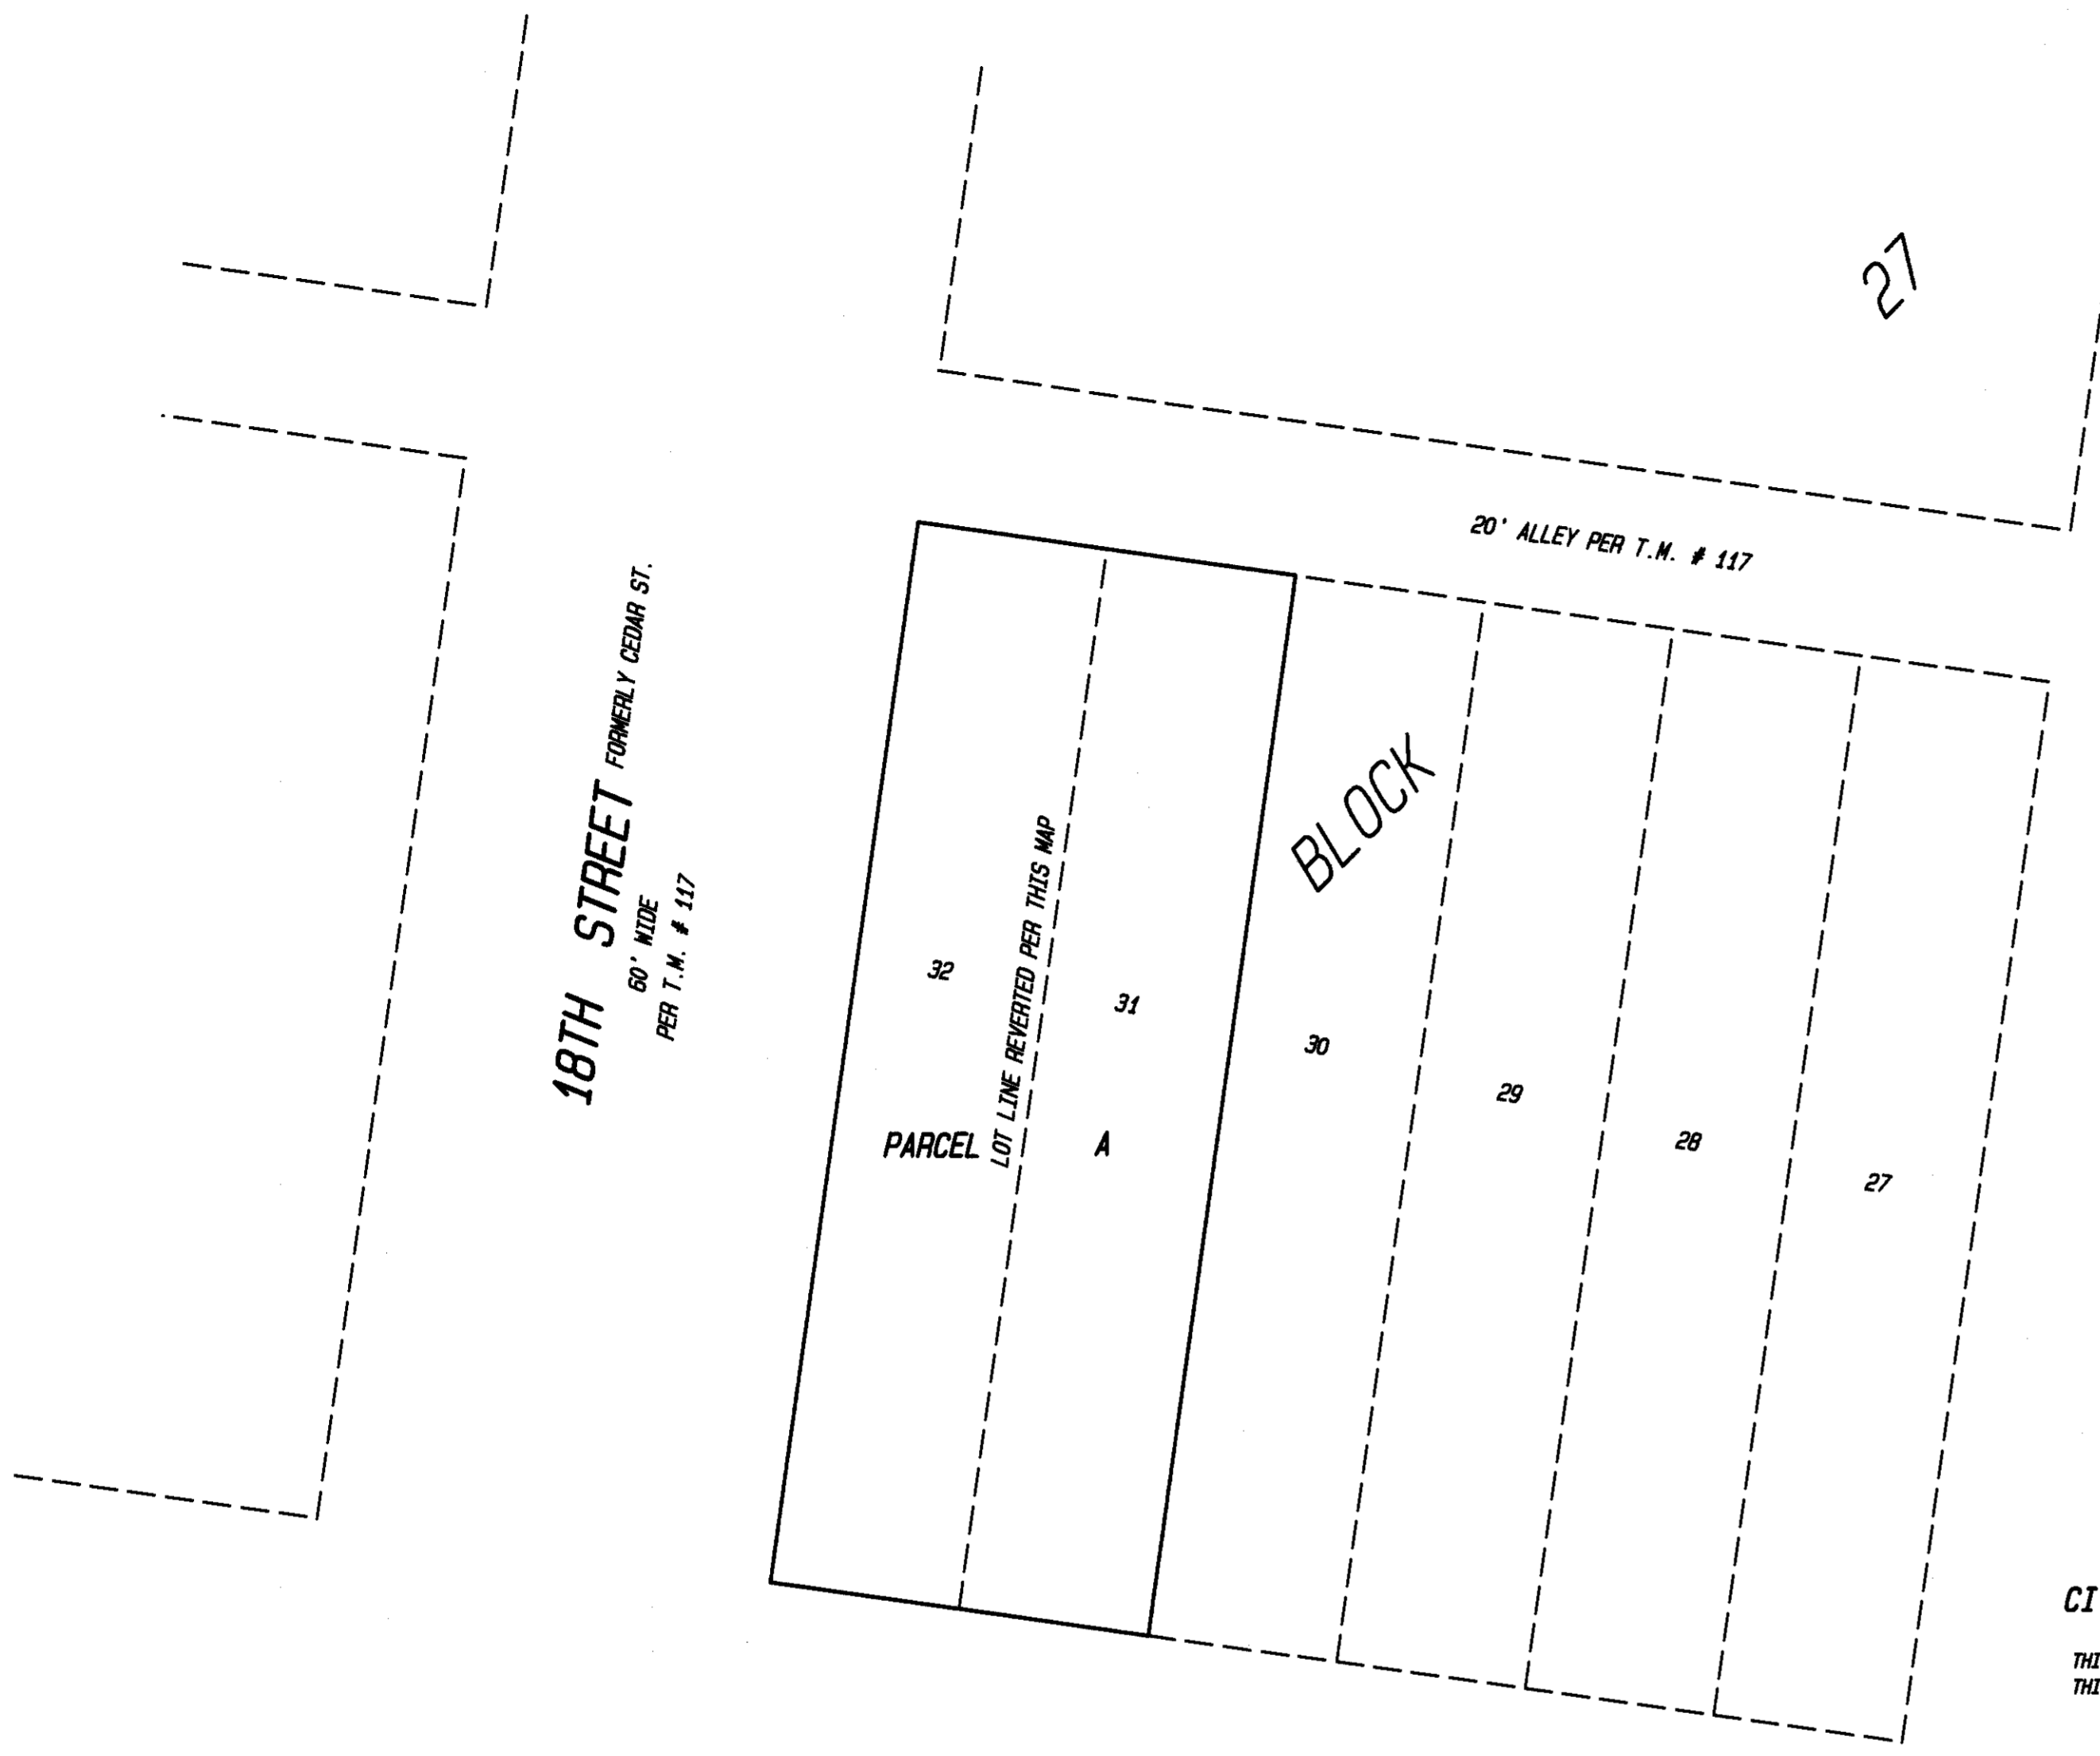 27
20' ALLEY PER T.M. # 117
18TH STREET FORMERLY CEDAR ST.
60' WIDE
PER T.M. # 117
BLOCK
LOT LINE REVERTED PER THIS MAP
32
31
30
29
28
27
PARCEL A
CI
THI
THI